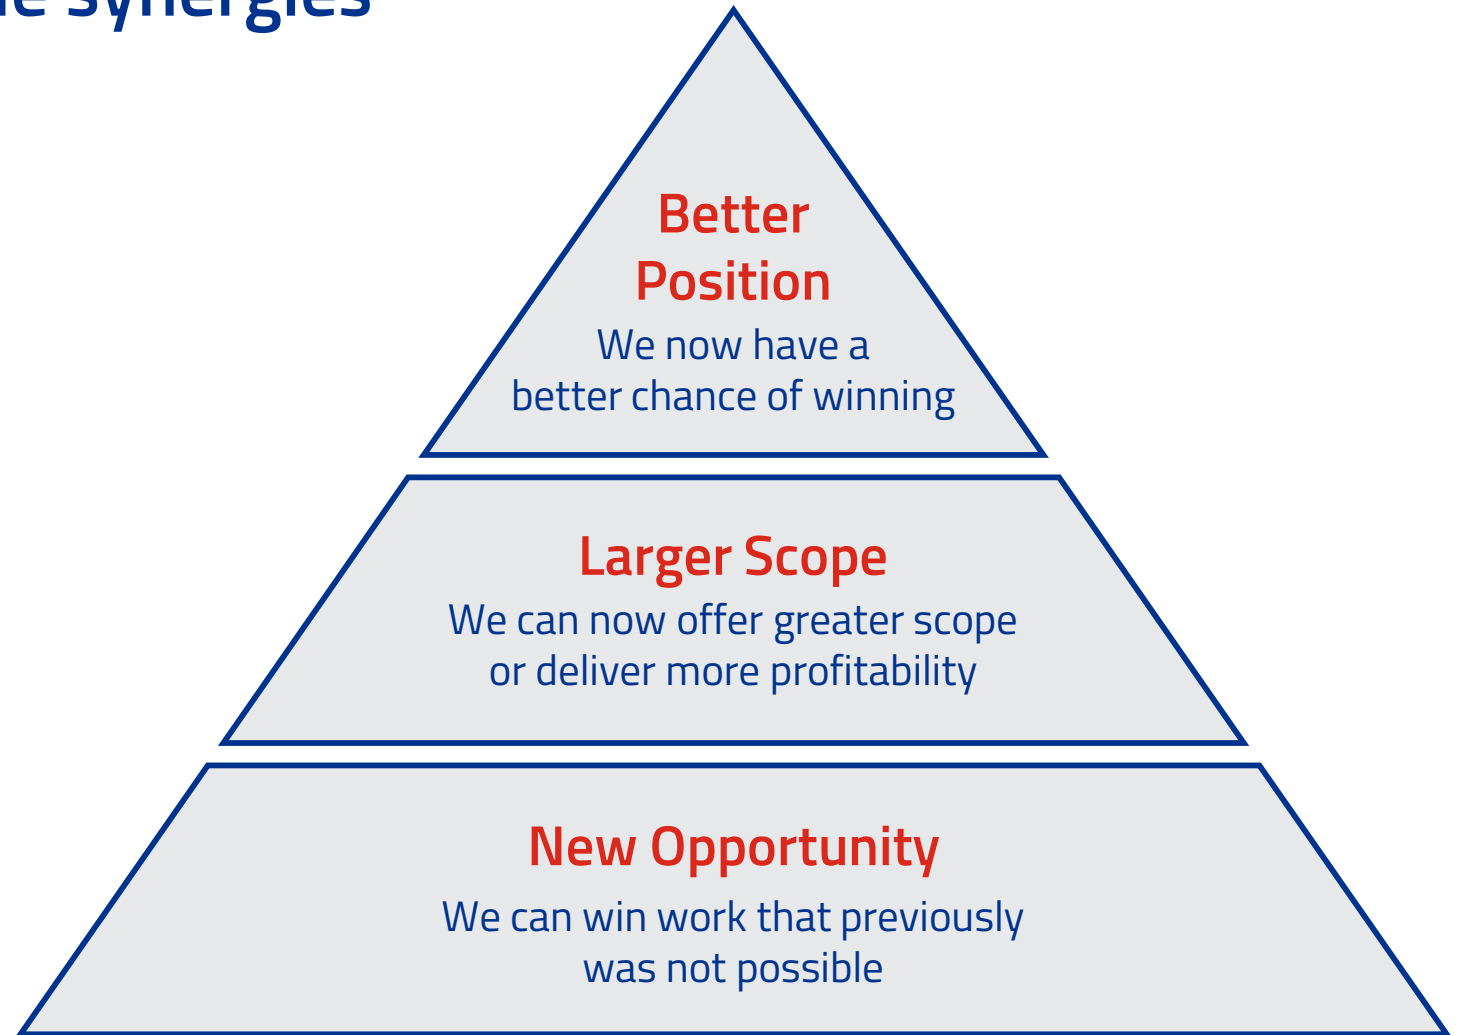 synergies
Better
Position
We now have a
better chance of winning
Larger Scope
We can now offer greater scope
or deliver more profitability
New Opportunity
We can win work that previously
was not possible